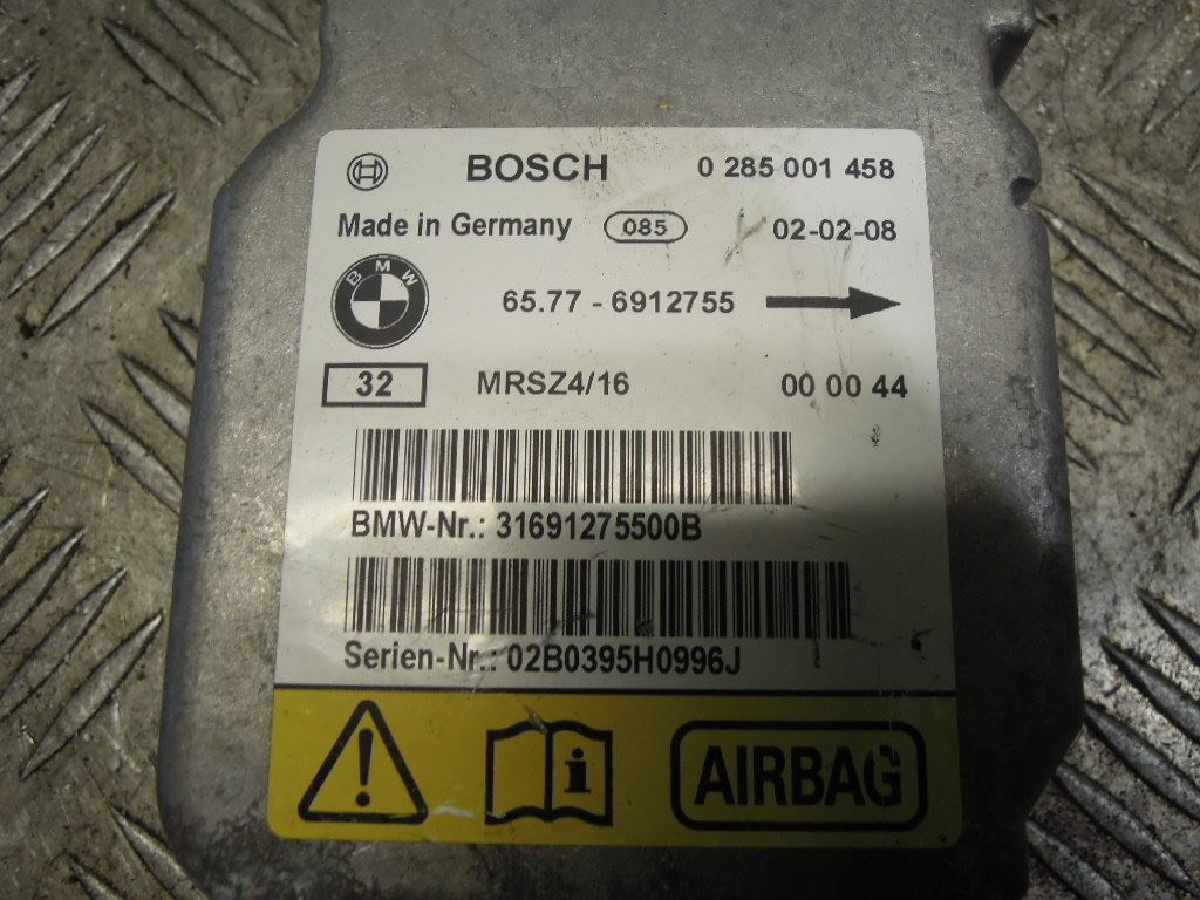 BOSCH 0 285 001 458
Made in Germany 085 02-02-08
BMW
65.77 - 6912755
32 MRSZ4/16 00 00 44
BMW-Nr.: 31691275500B
Serien-Nr.: 02B0395H0996J
i AIRBAG